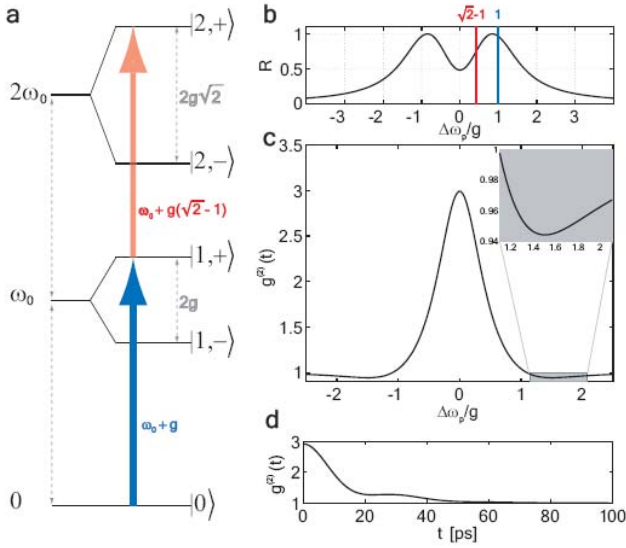 a
2ω₀
|2,+⟩
2g√2
|2,−⟩
ω₀ + g(√2 - 1)
|1,+⟩
ω₀
2g
|1,−⟩
ω₀ + g
0
|0⟩
b
√2-1 1
R
1
0.5
0
-3 -2 -1 0 1 2 3
Δωₚ/g
c
g⁽²⁾(t)
3.5
3
2.5
2
1.5
1
-2 -1 0 1 2
Δωₚ/g
0.98
0.96
0.94
1.2 1.4 1.6 1.8 2
d
g⁽²⁾(t)
3
2
1
0 20 40 60 80 100
t [ps]